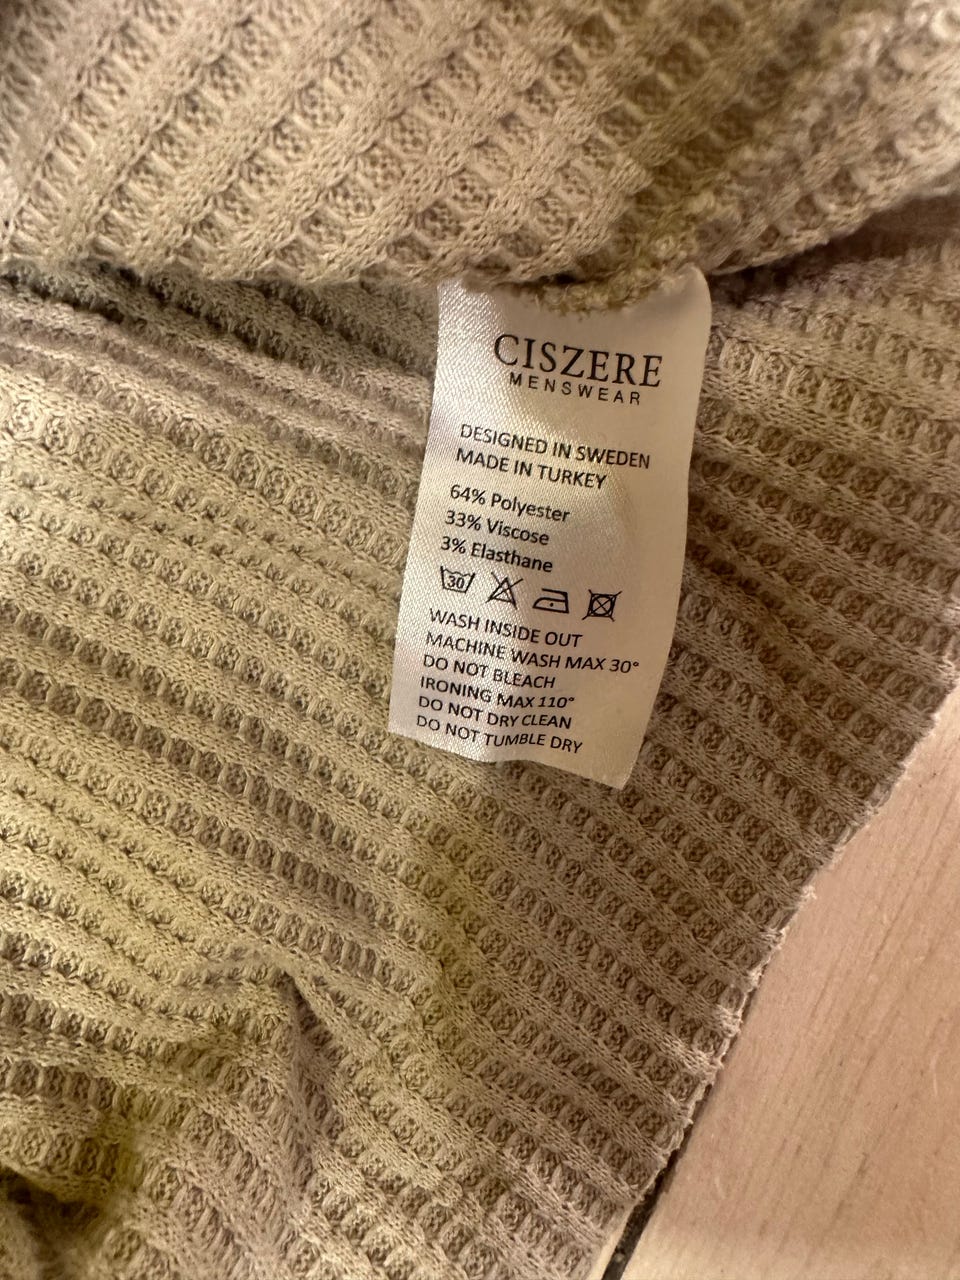 CISZERE
MENSWEAR
DESIGNED IN SWEDEN
MADE IN TURKEY
64% Polyester
33% Viscose
3% Elasthane
30
WASH INSIDE OUT
MACHINE WASH MAX 30°
DO NOT BLEACH
IRONING MAX 110°
DO NOT DRY CLEAN
DO NOT TUMBLE DRY